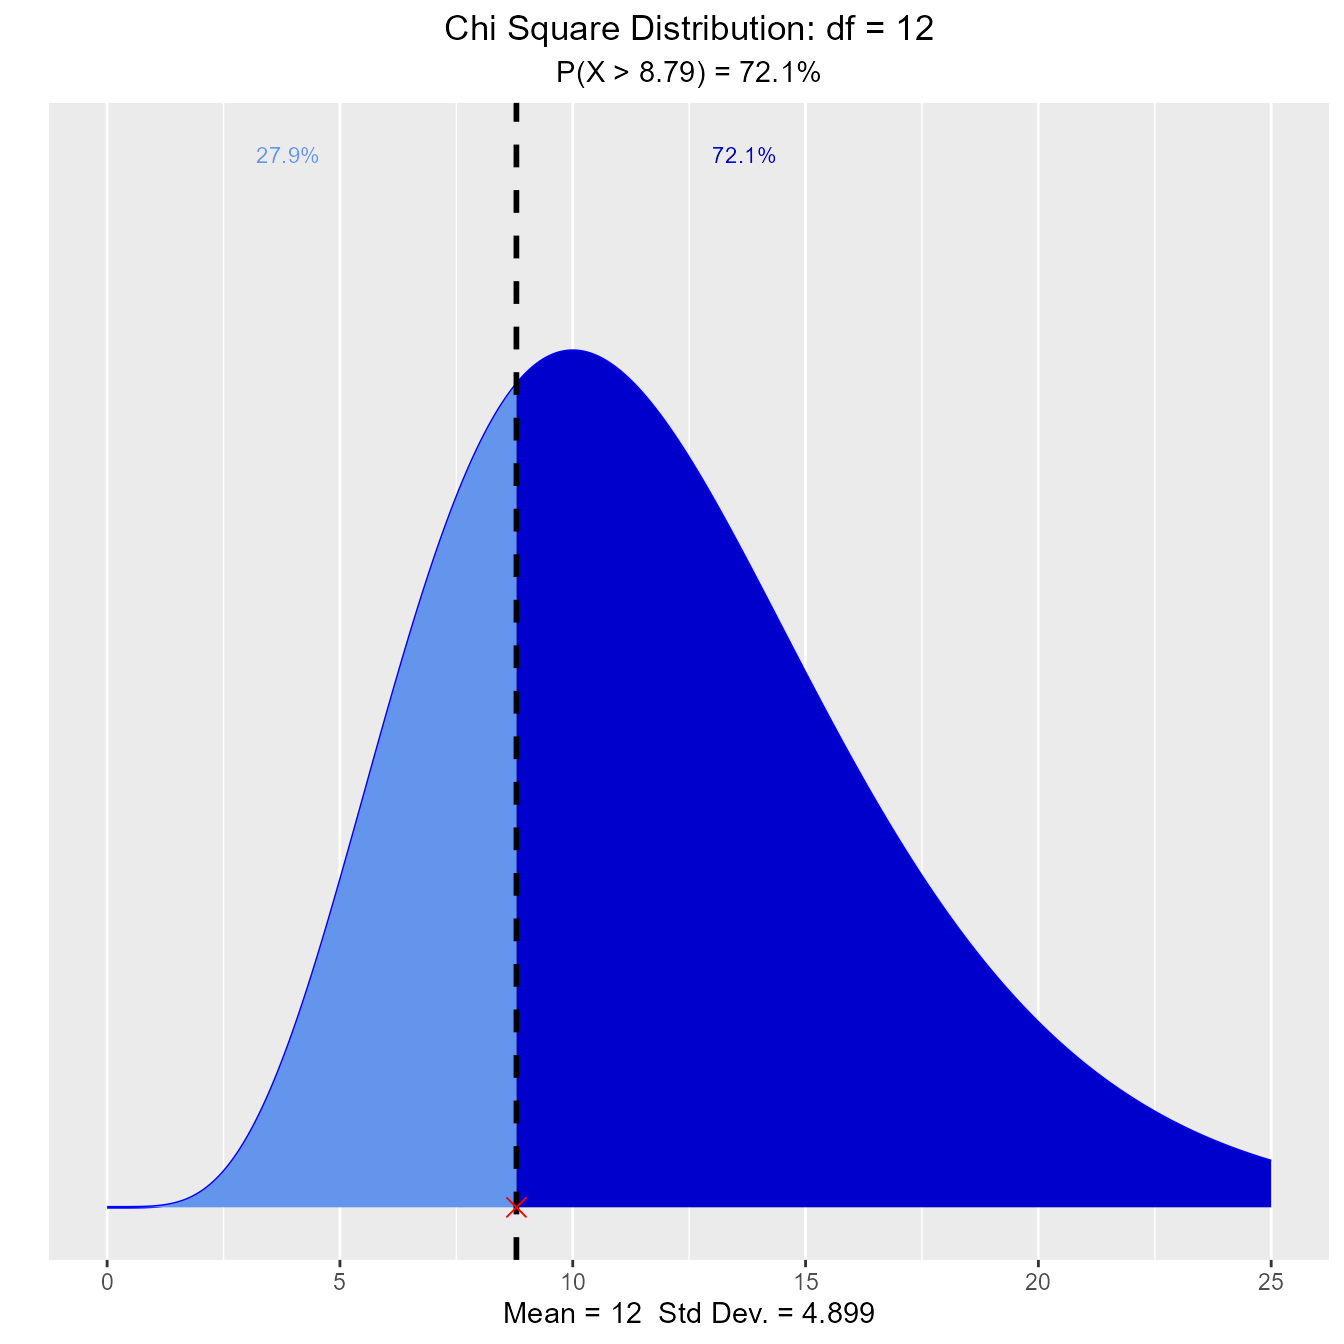 Chi Square Distribution: df = 12
P(X > 8.79) = 72.1%
27.9% 72.1%
0 5 10 15 20 25
Mean = 12  Std Dev. = 4.899